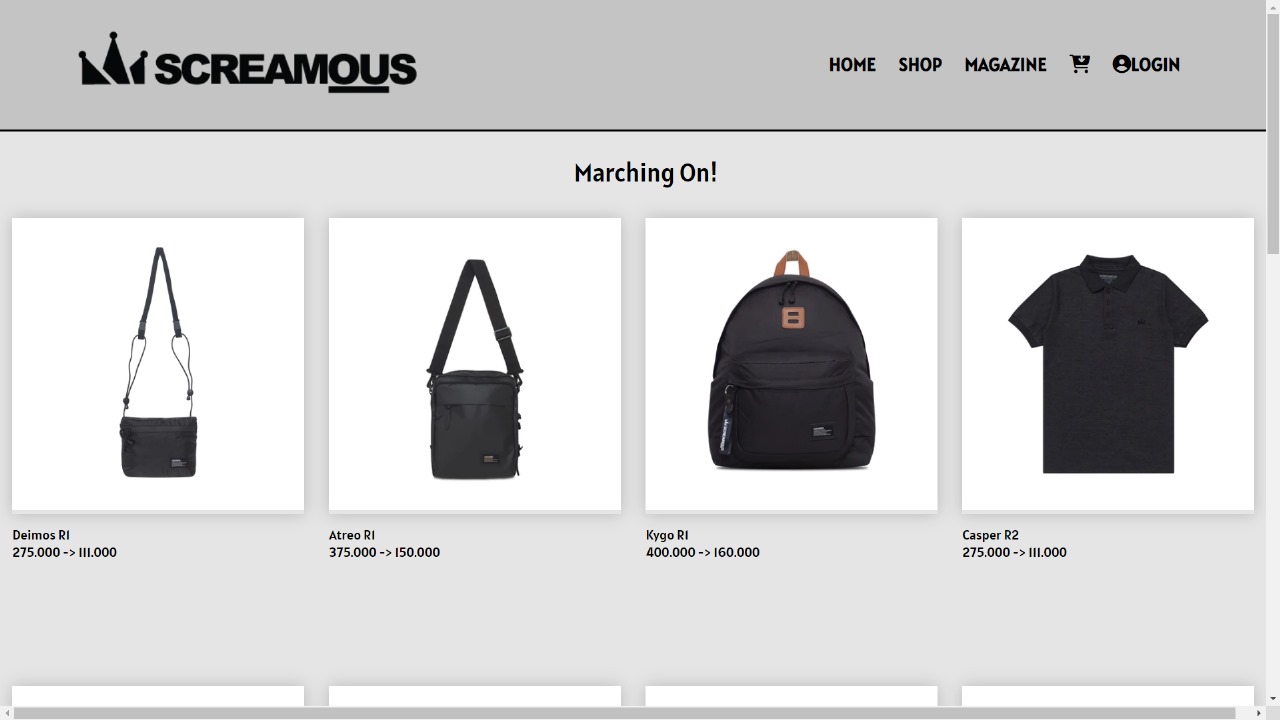 SCREAMOUS
HOME SHOP MAGAZINE LOGIN
Marching On!
Deimos R1
275.000 -> 111.000
Atreo R1
375.000 -> 150.000
Kygo R1
400.000 -> 160.000
Casper R2
275.000 -> 111.000